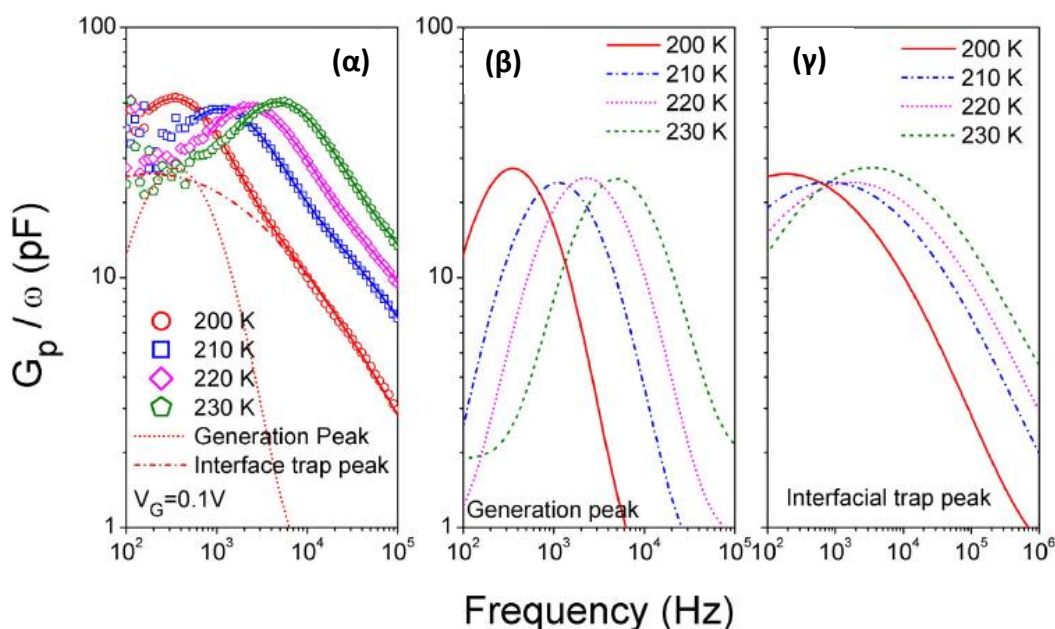 G_p / ω (pF)
100
10
1
(α)
200 K
210 K
220 K
230 K
Generation Peak
Interface trap peak
V_G=0.1V
10^2
10^3
10^4
10^5
100
10
1
(β)
200 K
210 K
220 K
230 K
Generation peak
10^2
10^3
10^4
10^5
(γ)
200 K
210 K
220 K
230 K
Interfacial trap peak
10^2
10^3
10^4
10^5
10^6
Frequency (Hz)